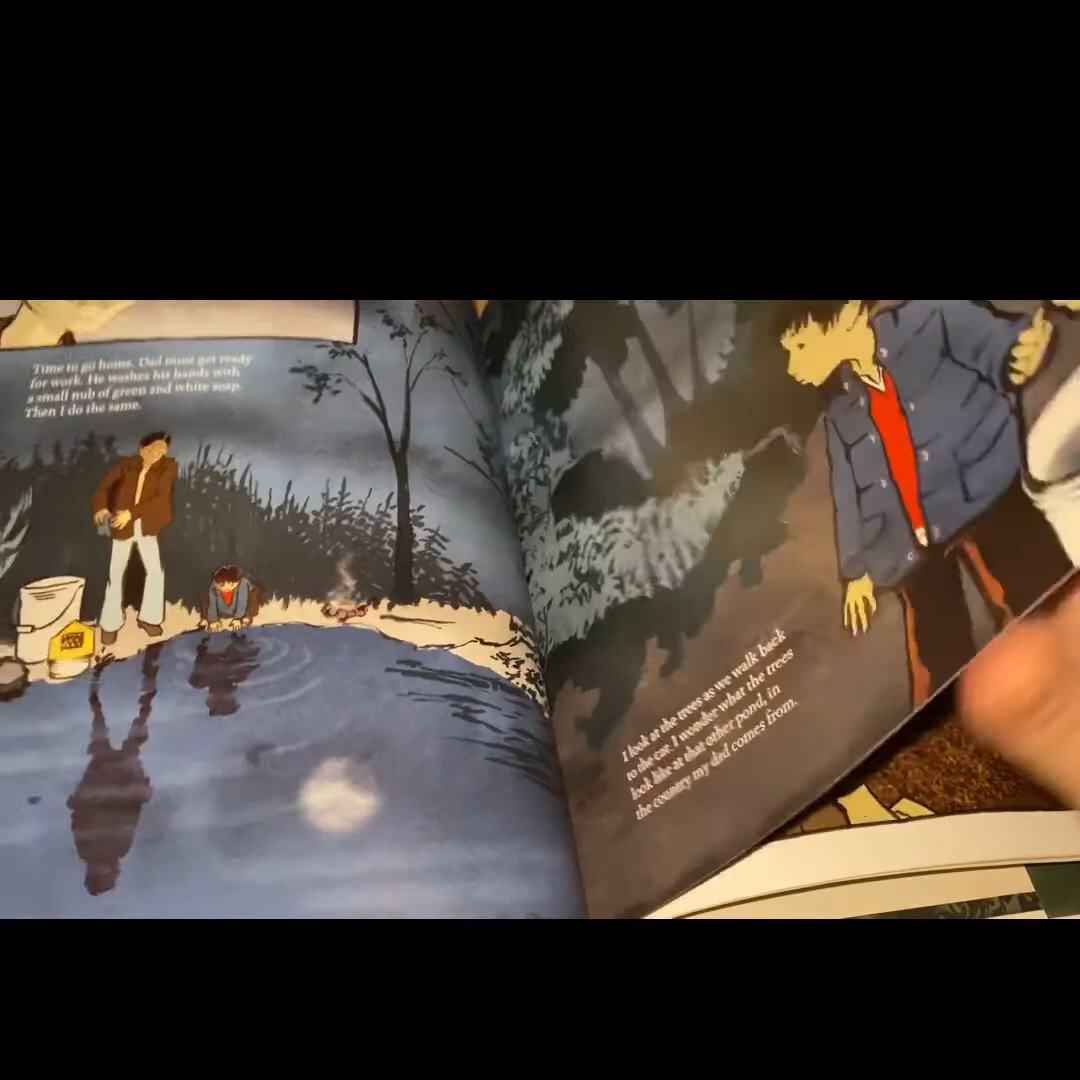 Time to go home. Dad must get ready
for work. He washes his hands with
a small nub of green and white soap.
Then I do the same.
I look at the trees as we walk back
to the car. I wonder what the trees
look like at that other pond, in
the country my dad comes from.